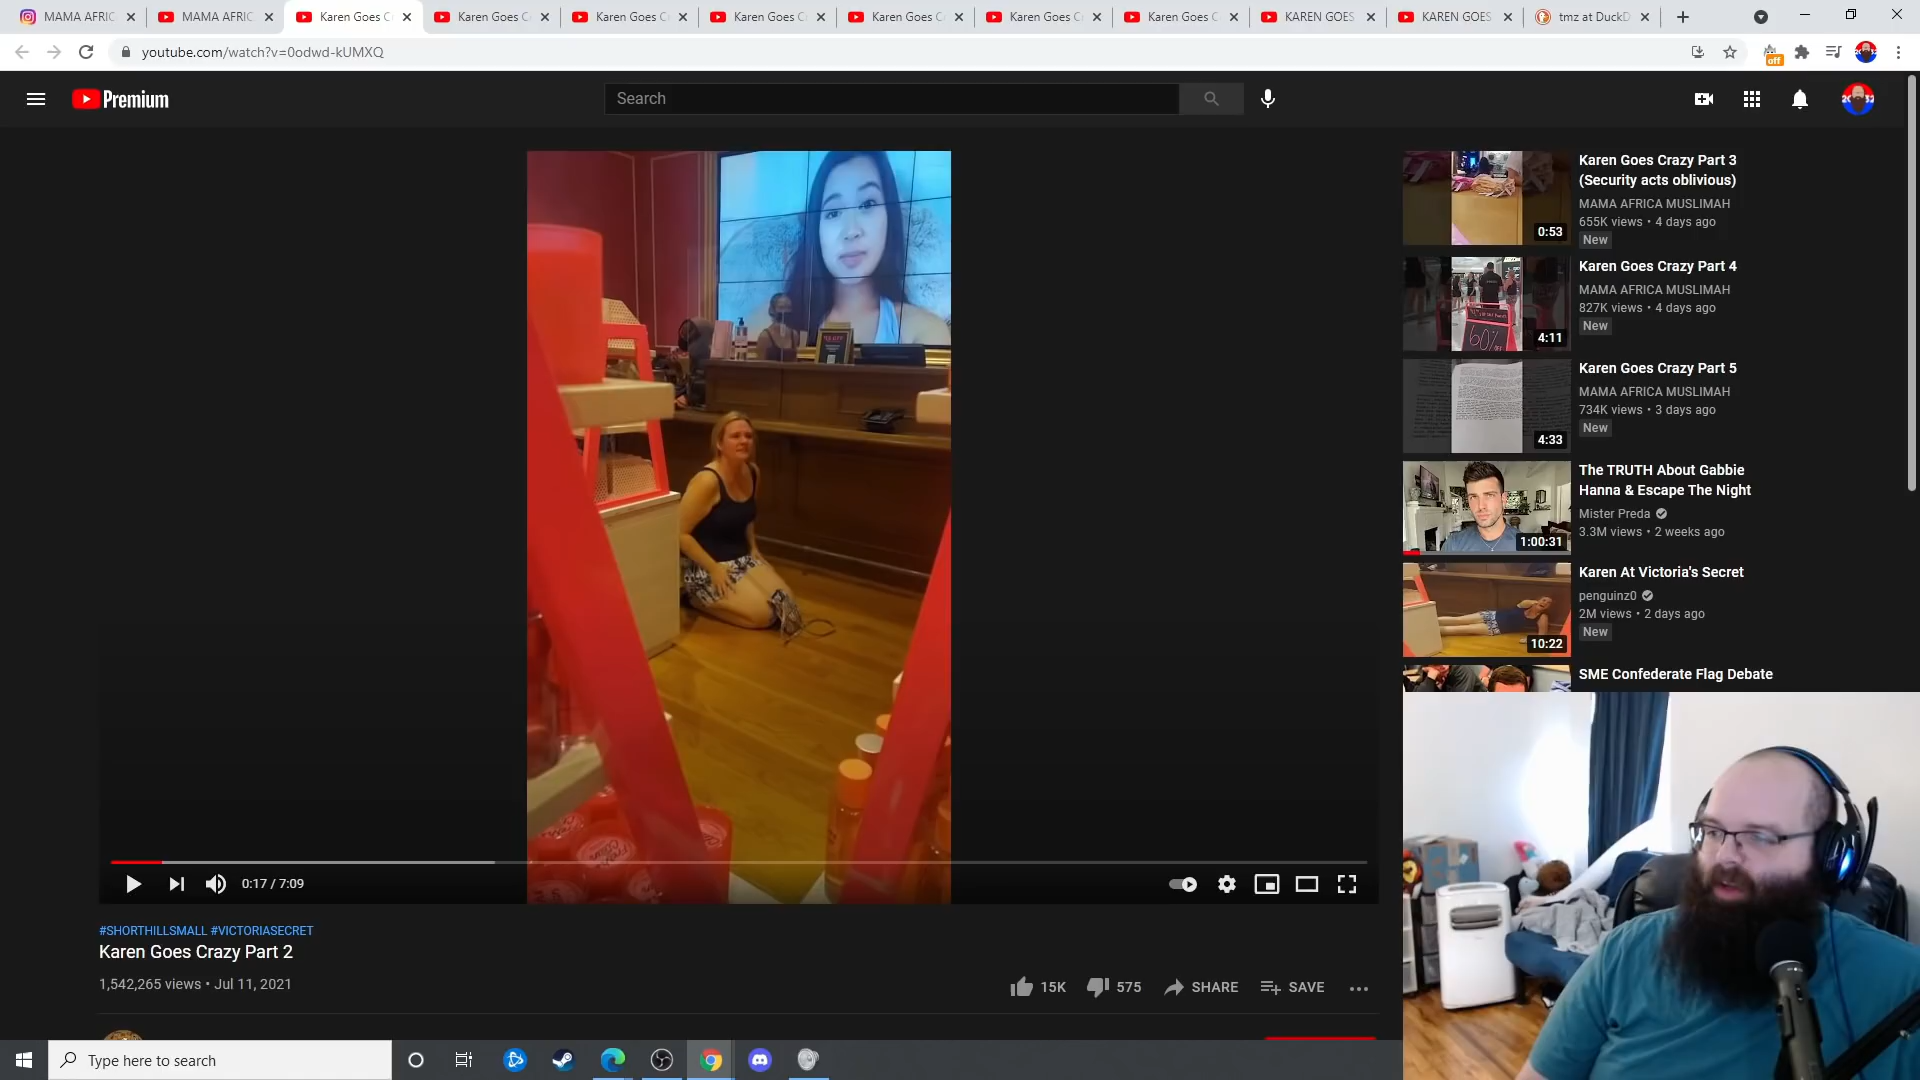 MAMA AFRIC
MAMA AFRIC
Karen Goes C
Karen Goes C
Karen Goes C
Karen Goes C
Karen Goes C
Karen Goes C
Karen Goes C
KAREN GOES
KAREN GOES
tmz at DuckD
youtube.com/watch?v=0odwd-kUMXQ
off
Premium
Search
Karen Goes Crazy Part 3
(Security acts oblivious)
MAMA AFRICA MUSLIMAH
655K views • 4 days ago
0:53
New
Karen Goes Crazy Part 4
MAMA AFRICA MUSLIMAH
827K views • 4 days ago
New
60%
4:11
Karen Goes Crazy Part 5
MAMA AFRICA MUSLIMAH
734K views • 3 days ago
New
4:33
The TRUTH About Gabbie
Hanna & Escape The Night
Mister Preda
3.3M views • 2 weeks ago
1:00:31
Karen At Victoria's Secret
penguinz0
2M views • 2 days ago
New
10:22
SME Confederate Flag Debate
0:17 / 7:09
#SHORTHILLSMALL #VICTORIASECRET
Karen Goes Crazy Part 2
1,542,265 views • Jul 11, 2021
15K
575
SHARE
SAVE
Type here to search